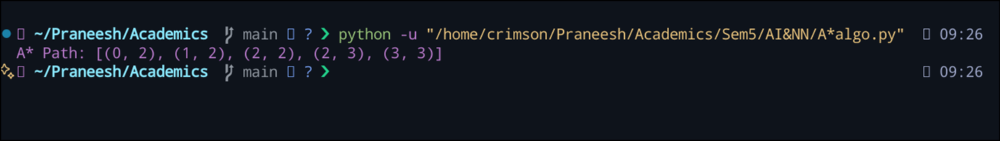 ~/Praneesh/Academics main ? ❯ python -u "/home/crimson/Praneesh/Academics/Sem5/AI&NN/A*algo.py" 09:26
A* Path: [(0, 2), (1, 2), (2, 2), (2, 3), (3, 3)]
~/Praneesh/Academics main ? ❯ 09:26